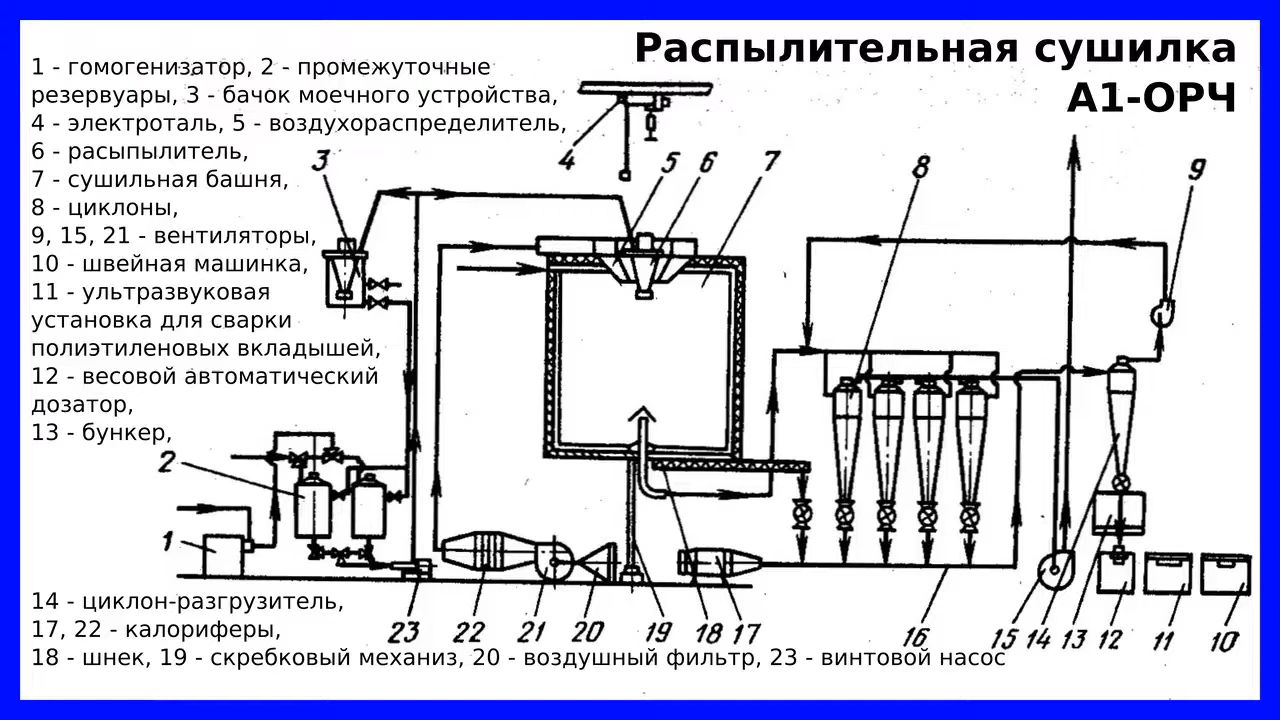 Распылительная сушилка
А1-ОРЧ
1 - гомогенизатор, 2 - промежуточные
резервуары, 3 - бачок моечного устройства,
4 - электроталь, 5 - воздухораспределитель,
6 - расыпылитель,
7 - сушильная башня,
8 - циклоны,
9, 15, 21 - вентиляторы,
10 - швейная машинка,
11 - ультразвуковая
установка для сварки
полиэтиленовых вкладышей,
12 - весовой автоматический
дозатор,
13 - бункер,
3
4
5
6
7
8
9
2
1
14 - циклон-разгрузитель,
17, 22 - калориферы,
18 - шнек, 19 - скребковый механиз, 20 - воздушный фильтр, 23 - винтовой насос
23 22 21 20 19 18 17 16 15 14 13 12 11 10